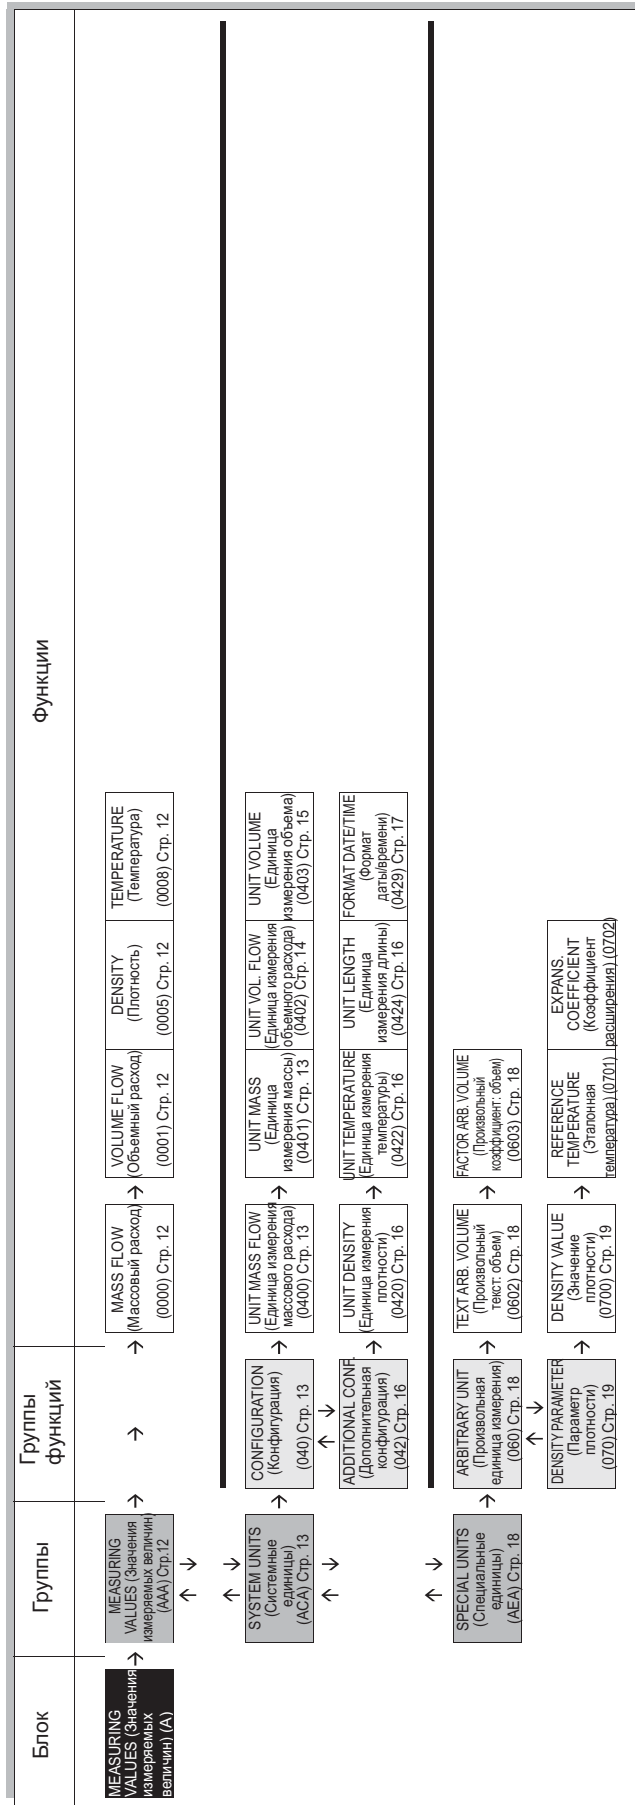 Блок
Группы
Группы
функций
Функции
MEASURING
VALUES (Значения
измеряемых
величин) (A)
MEASURING
VALUES (Значения
измеряемых величин)
(AAA) Стр.12
MASS FLOW
(Массовый расход)
(0000) Стр. 12
VOLUME FLOW
(Объемный расход)
(0001) Стр. 12
DENSITY
(Плотность)
(0005) Стр. 12
TEMPERATURE
(Температура)
(0008) Стр. 12
SYSTEM UNITS
(Системные
единицы)
(ACA) Стр. 13
CONFIGURATION
(Конфигурация)
(040) Стр. 13
UNIT MASS FLOW
(Единица измерения
массового расхода)
(0400) Стр. 13
UNIT MASS
(Единица
измерения массы)
(0401) Стр. 13
UNIT VOL. FLOW
(Единица измерения
объемного расхода)
(0402) Стр. 14
UNIT VOLUME
(Единица
измерения объема)
(0403) Стр. 15
ADDITIONAL CONF.
(Дополнительная
конфигурация)
(042) Стр. 16
UNIT DENSITY
(Единица измерения
плотности)
(0420) Стр. 16
UNIT TEMPERATURE
(Единица измерения
температуры)
(0422) Стр. 16
UNIT LENGTH
(Единица
измерения длины)
(0424) Стр. 16
FORMAT DATE/TIME
(Формат
даты/времени)
(0429) Стр. 17
SPECIAL UNITS
(Специальные
единицы)
(AEA) Стр. 18
ARBITRARY UNIT
(Произвольная
единица измерения)
(060) Стр. 18
TEXT ARB. VOLUME
(Произвольный
текст: объем)
(0602) Стр. 18
FACTOR ARB. VOLUME
(Произвольный
коэффициент: объем)
(0603) Стр. 18
DENSITY PARAMETER
(Параметр
плотности)
(070) Стр. 19
DENSITY VALUE
(Значение
плотности)
(0700) Стр. 19
REFERENCE
TEMPERATURE
(Эталонная
температура) (0701)
EXPANS.
COEFFICIENT
(Коэффициент
расширения) (0702)